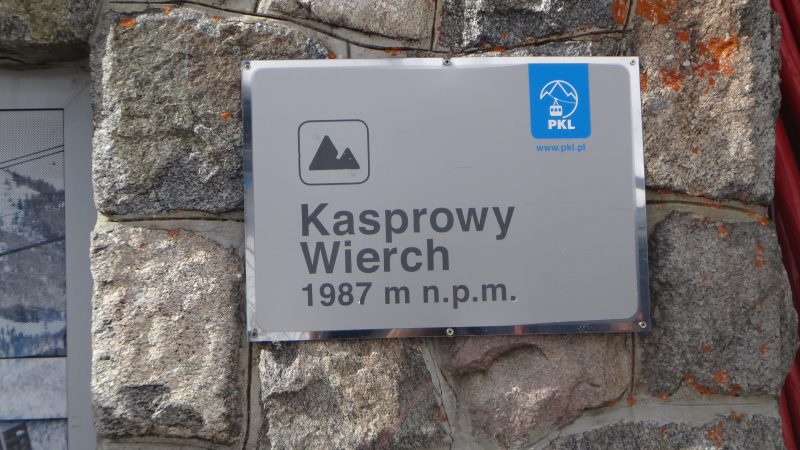 PKL
www.pkl.pl
Kasprowy
Wierch
1987 m n.p.m.